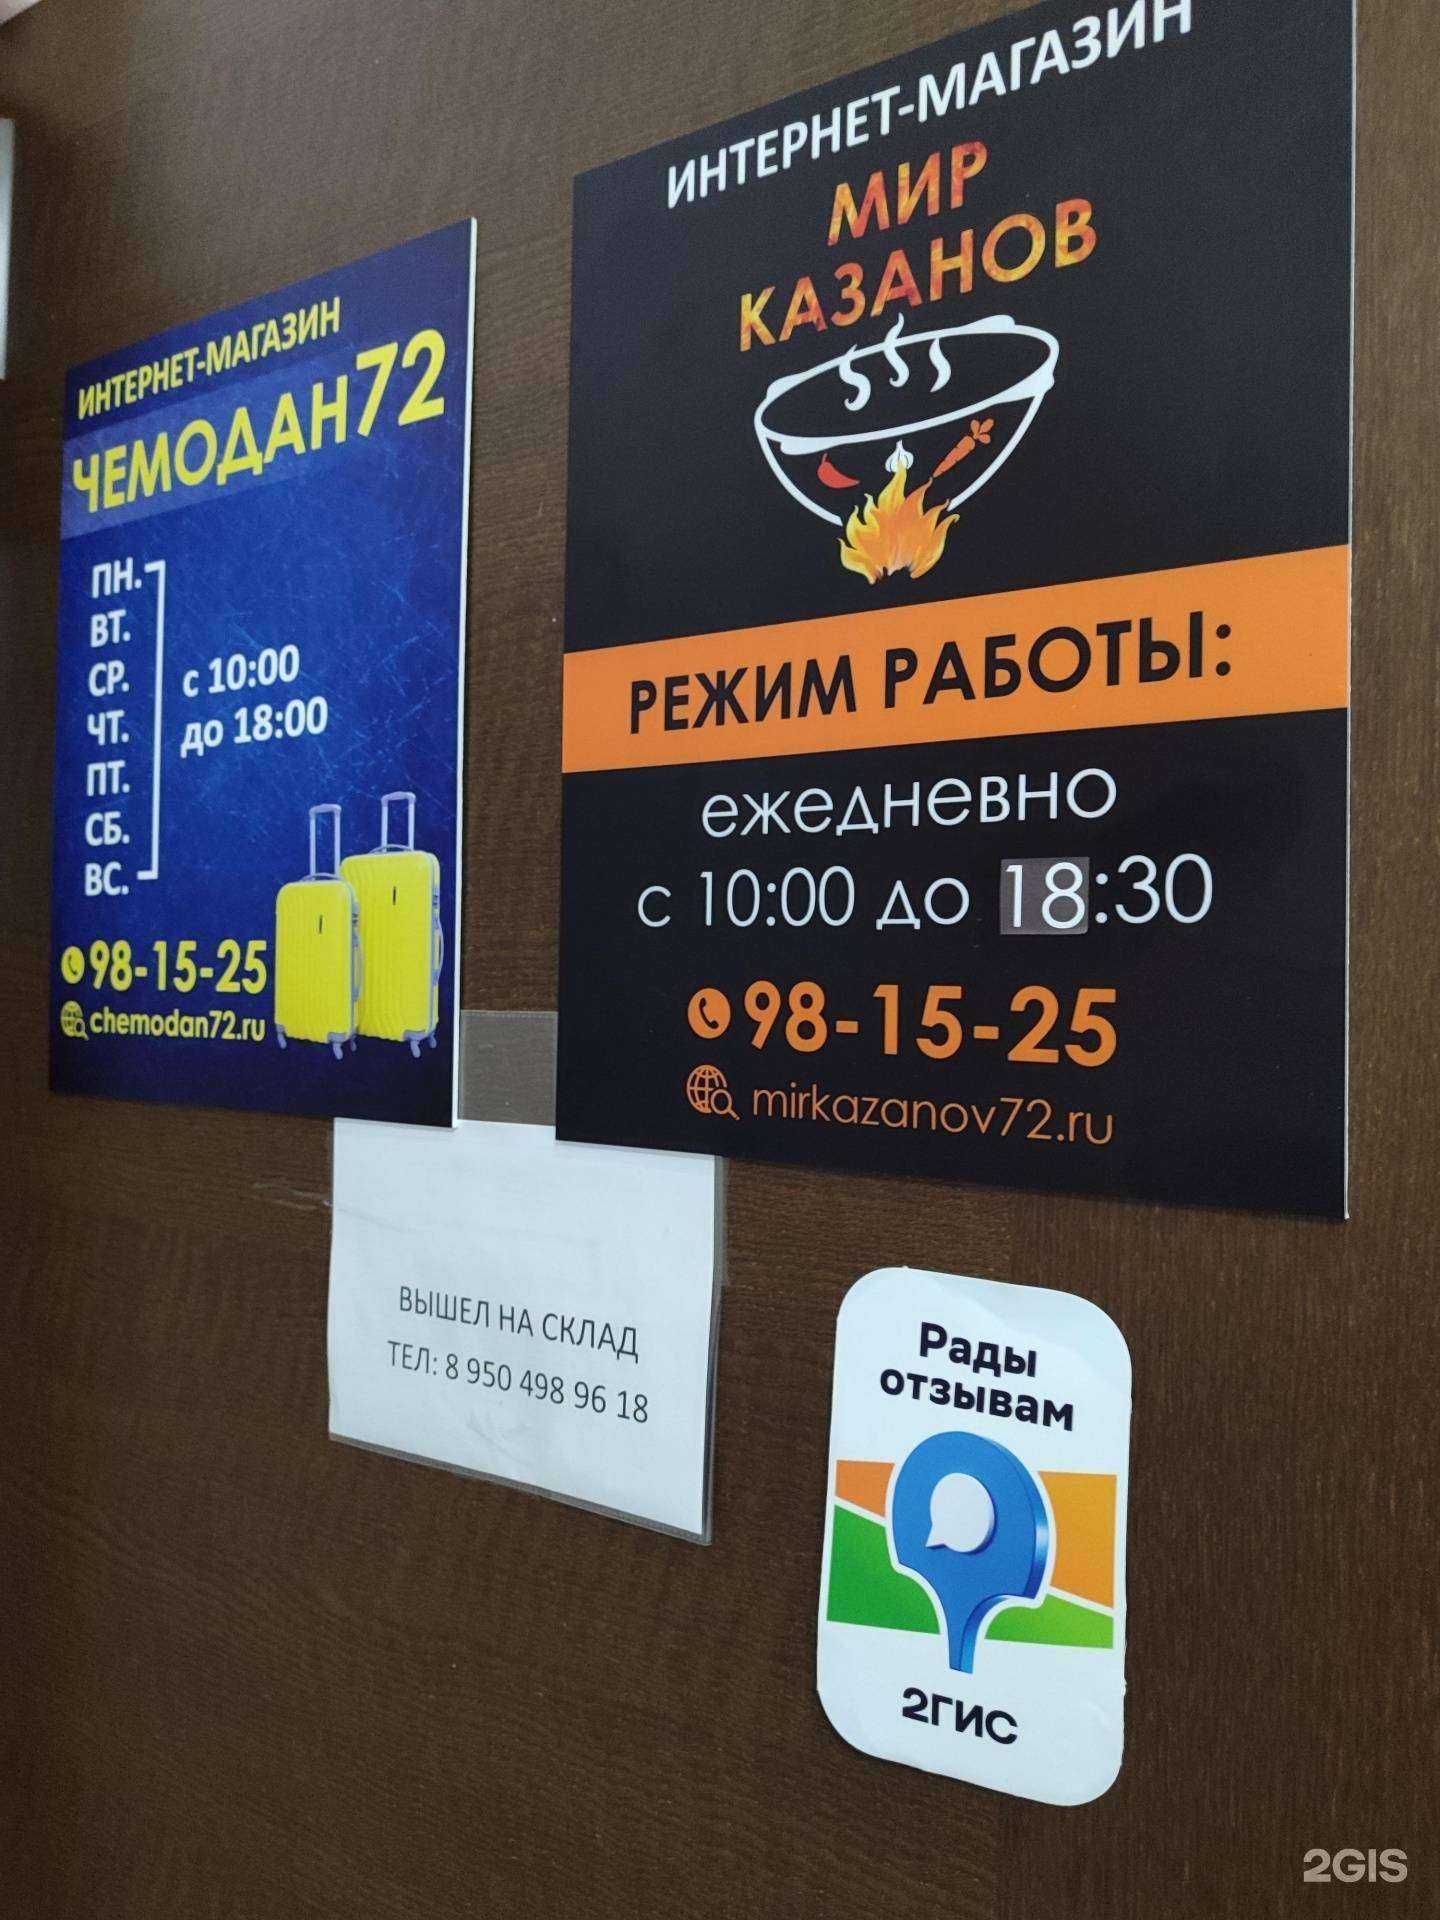 ИНТЕРНЕТ-МАГАЗИН
ЧЕМОДАН72
ПН.
ВТ.
СР.
ЧТ.
ПТ.
СБ.
ВС.
с 10:00
до 18:00
98-15-25
chemodan72.ru
ИНТЕРНЕТ-МАГАЗИН
МИР
КАЗАНОВ
РЕЖИМ РАБОТЫ:
ежедневно
с 10:00 до 18:30
98-15-25
mirkazanov72.ru
ВЫШЕЛ НА СКЛАД
ТЕЛ: 8 950 498 96 18
Рады
отзывам
2ГИС
2GIS